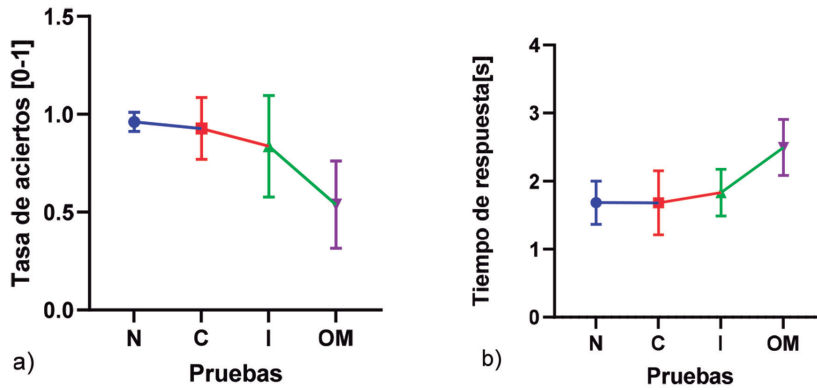 Tasa de aciertos [0-1]
1.5
1.0
0.5
0.0
N C I OM
Pruebas
a)
Tiempo de respuesta[s]
4
3
2
1
0
N C I OM
Pruebas
b)